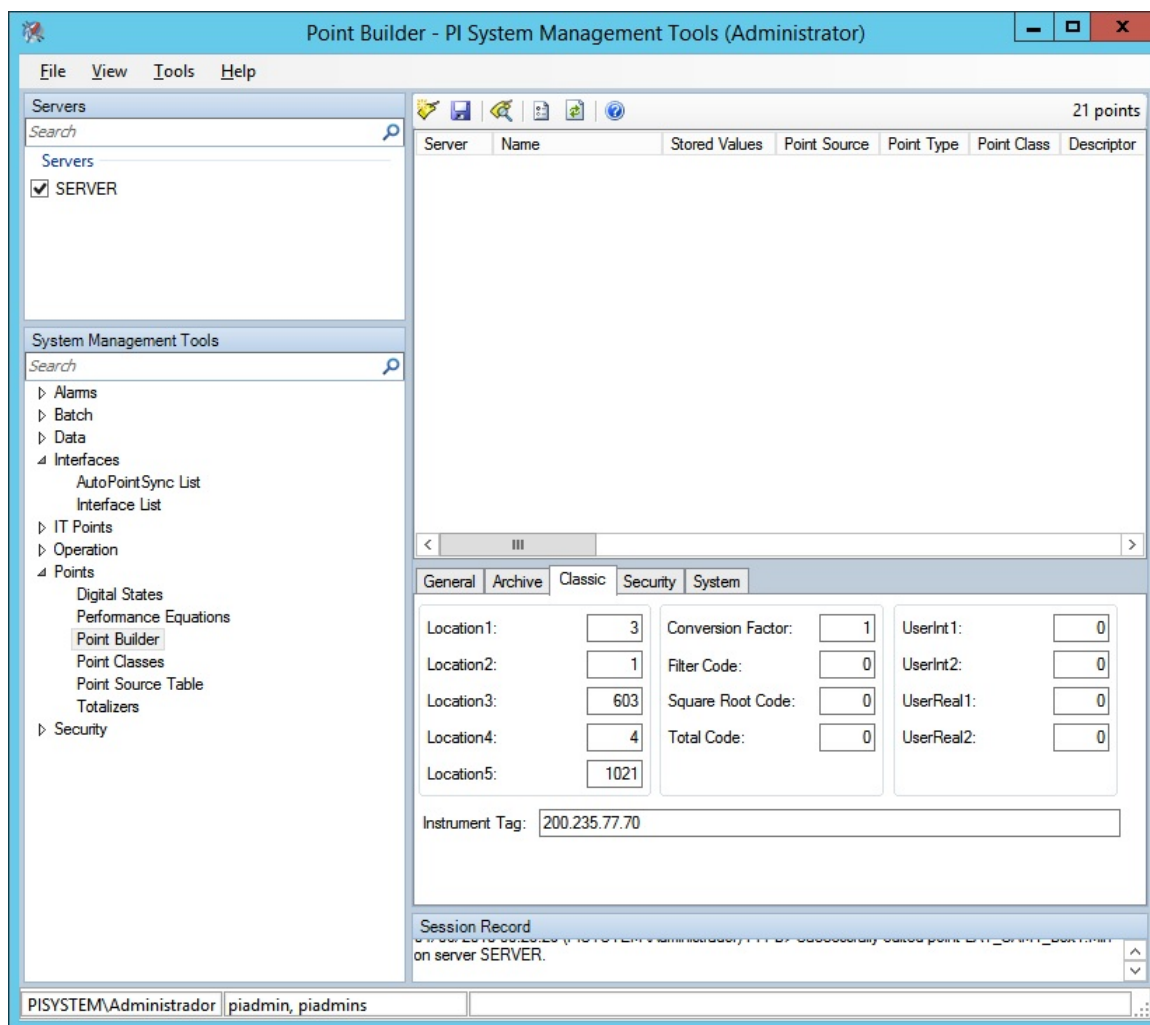 Point Builder - PI System Management Tools (Administrator)
File View Tools Help
Servers
Search
Servers
SERVER
System Management Tools
Search
Alarms
Batch
Data
Interfaces
AutoPointSync List
Interface List
IT Points
Operation
Points
Digital States
Performance Equations
Point Builder
Point Classes
Point Source Table
Totalizers
Security
21 points
Server Name Stored Values Point Source Point Type Point Class Descriptor
General Archive Classic Security System
Location1: 3 Conversion Factor: 1 UserInt1: 0
Location2: 1 Filter Code: 0 UserInt2: 0
Location3: 603 Square Root Code: 0 UserReal1: 0
Location4: 4 Total Code: 0 UserReal2: 0
Location5: 1021
Instrument Tag: 200.235.77.70
Session Record
on server SERVER.
PISYSTEM\Administrador piadmin, piadmins